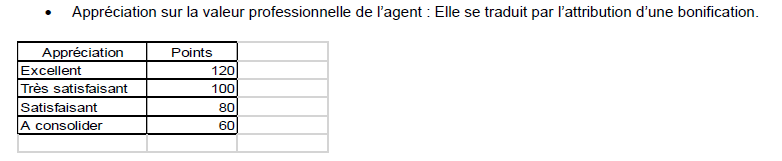 • Appréciation sur la valeur professionnelle de l'agent : Elle se traduit par l'attribution d'une bonification.
Appréciation Points
Excellent 120
Très satisfaisant 100
Satisfaisant 80
A consolider 60